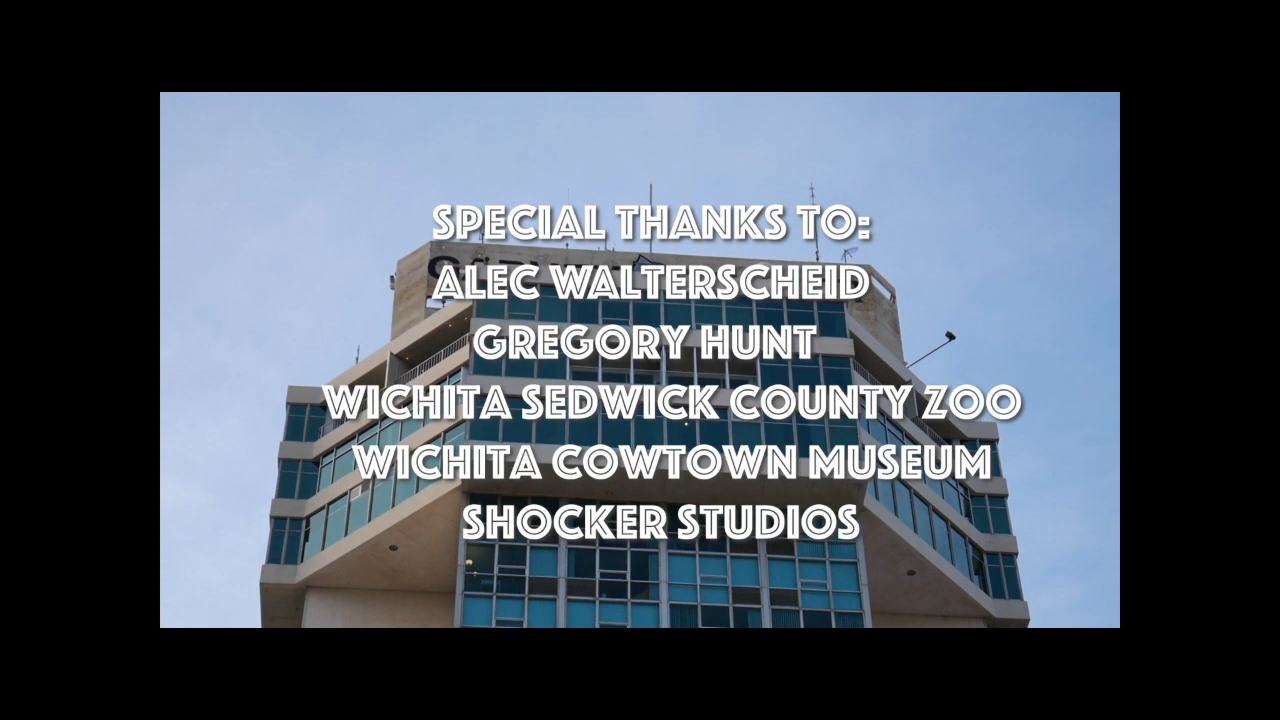 SPECIAL THANKS TO:
ALEC WALTERSCHEID
GREGORY HUNT
WICHITA SEDWICK COUNTY ZOO
WICHITA COWTOWN MUSEUM
SHOCKER STUDIOS